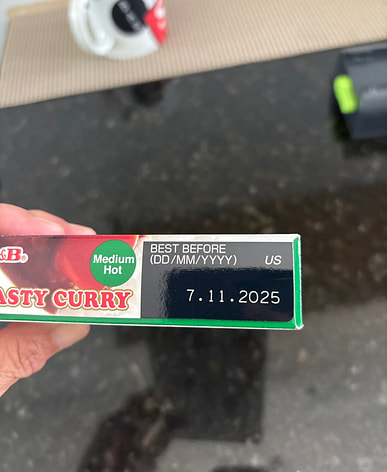 &B
Medium
Hot
ASTY CURRY
BEST BEFORE
(DD/MM/YYYY) US
7.11.2025